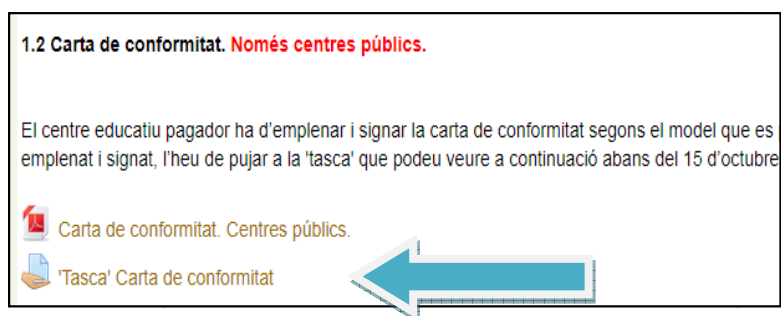 1.2 Carta de conformitat. Només centres públics.
El centre educatiu pagador ha d’emplenar i signar la carta de conformitat segons el model que es
emplenat i signat, l’heu de pujar a la 'tasca' que podeu veure a continuació abans del 15 d’octubre
Carta de conformitat. Centres públics.
'Tasca' Carta de conformitat